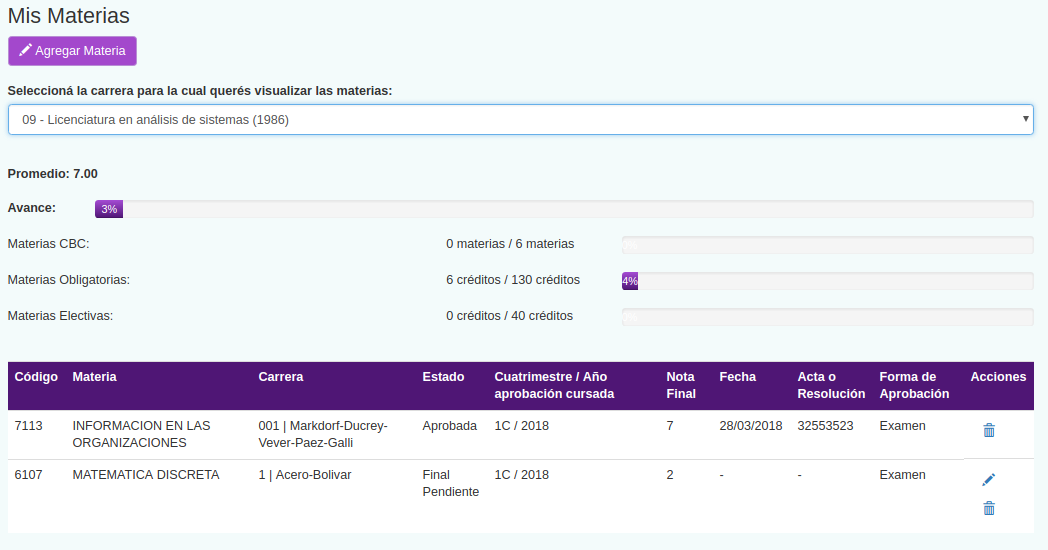 Mis Materias
Agregar Materia
Seleccioná la carrera para la cual querés visualizar las materias:
09 - Licenciatura en análisis de sistemas (1986)
Promedio: 7.00
Avance: 3%
Materias CBC: 0 materias / 6 materias
Materias Obligatorias: 6 créditos / 130 créditos 4%
Materias Electivas: 0 créditos / 40 créditos
Código Materia Carrera Estado Cuatrimestre / Año Nota Fecha Acta o Forma de Acciones
aprobación cursada Final Resolución Aprobación
7113 INFORMACION EN LAS 001 | Markdorf-Ducrey- Aprobada 1C / 2018 7 28/03/2018 32553523 Examen
ORGANIZACIONES Vever-Paez-Galli
6107 MATEMATICA DISCRETA 1 | Acero-Bolivar Final 1C / 2018 2 - - Examen
Pendiente